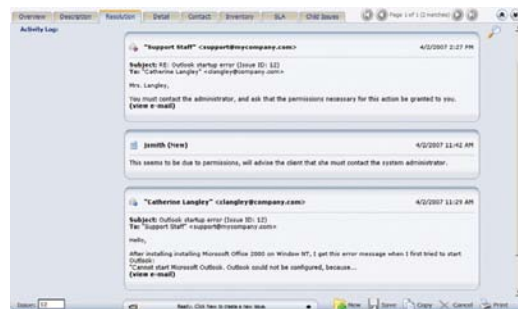 Overview Description Resolution Detail Contact Inventory SLA Child Issues Page 1 of 1 (2 matches)
Activity Log:
"Support Staff" <support@mycompany.com> 4/2/2007 2:27 PM
Subject: RE: Outlook startup error (Issue ID: 12)
To: "Catherine Langley" <clangley@company.com>
Mrs. Langley,
You must contact the administrator, and ask that the permissions necessary for this action be granted to you.
(view e-mail)
jsmith (New) 4/2/2007 11:42 AM
This seems to be due to permissions, will advise the client that she must contact the system administrator.
"Catherine Langley" <clangley@company.com> 4/2/2007 11:29 AM
Subject: Outlook startup error (Issue ID: 12)
To: "Support Staff" <support@mycompany.com>
Hello,
After installing installing Microsoft Office 2000 on Window NT, I get this error message when I first tried to start
Outlook:
"Cannot start Microsoft Outlook. Outlook could not be configured, because...
(view e-mail)
Issue: 12 Ready. Click New to create a new issue. New Save Copy Cancel Print